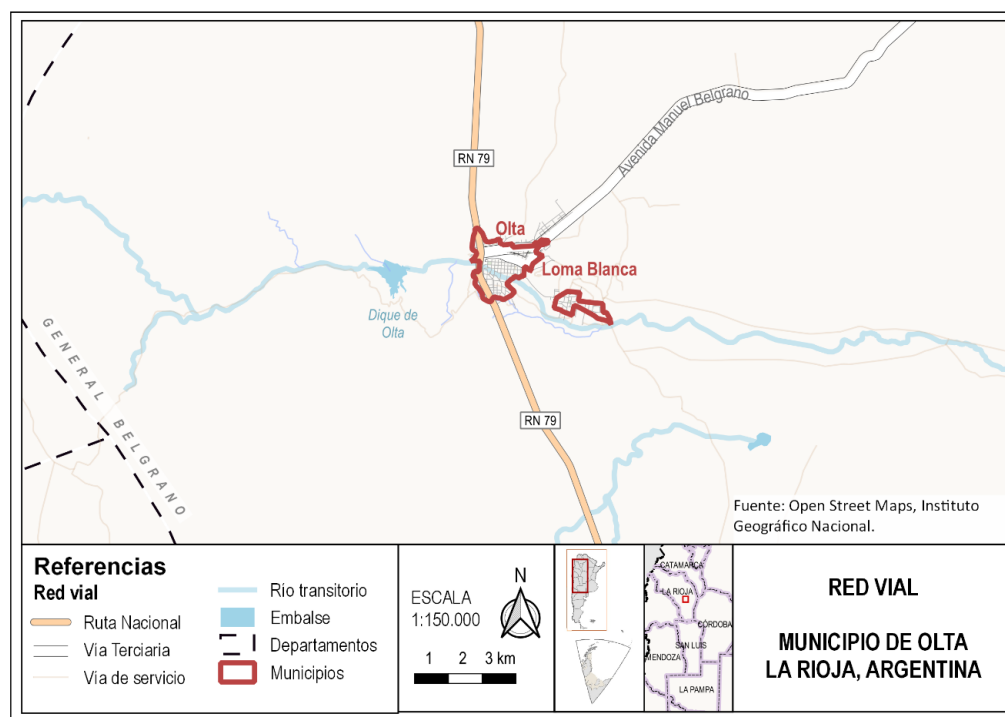 Avenida Manuel Belgrano
RN 79
Olta
Loma Blanca
Dique de
Olta
GENERAL BELGRANO
RN 79
Fuente: Open Street Maps, Instituto
Geográfico Nacional.
Referencias
Red vial
Ruta Nacional
Vía Terciaria
Vía de servicio
Río transitorio
Embalse
Departamentos
Municipios
ESCALA
1:150.000
N
1 2 3 km
CATAMARCA
LA RIOJA
CÓRDOBA
SAN LUIS
MENDOZA
LA PAMPA
RED VIAL
MUNICIPIO DE OLTA
LA RIOJA, ARGENTINA